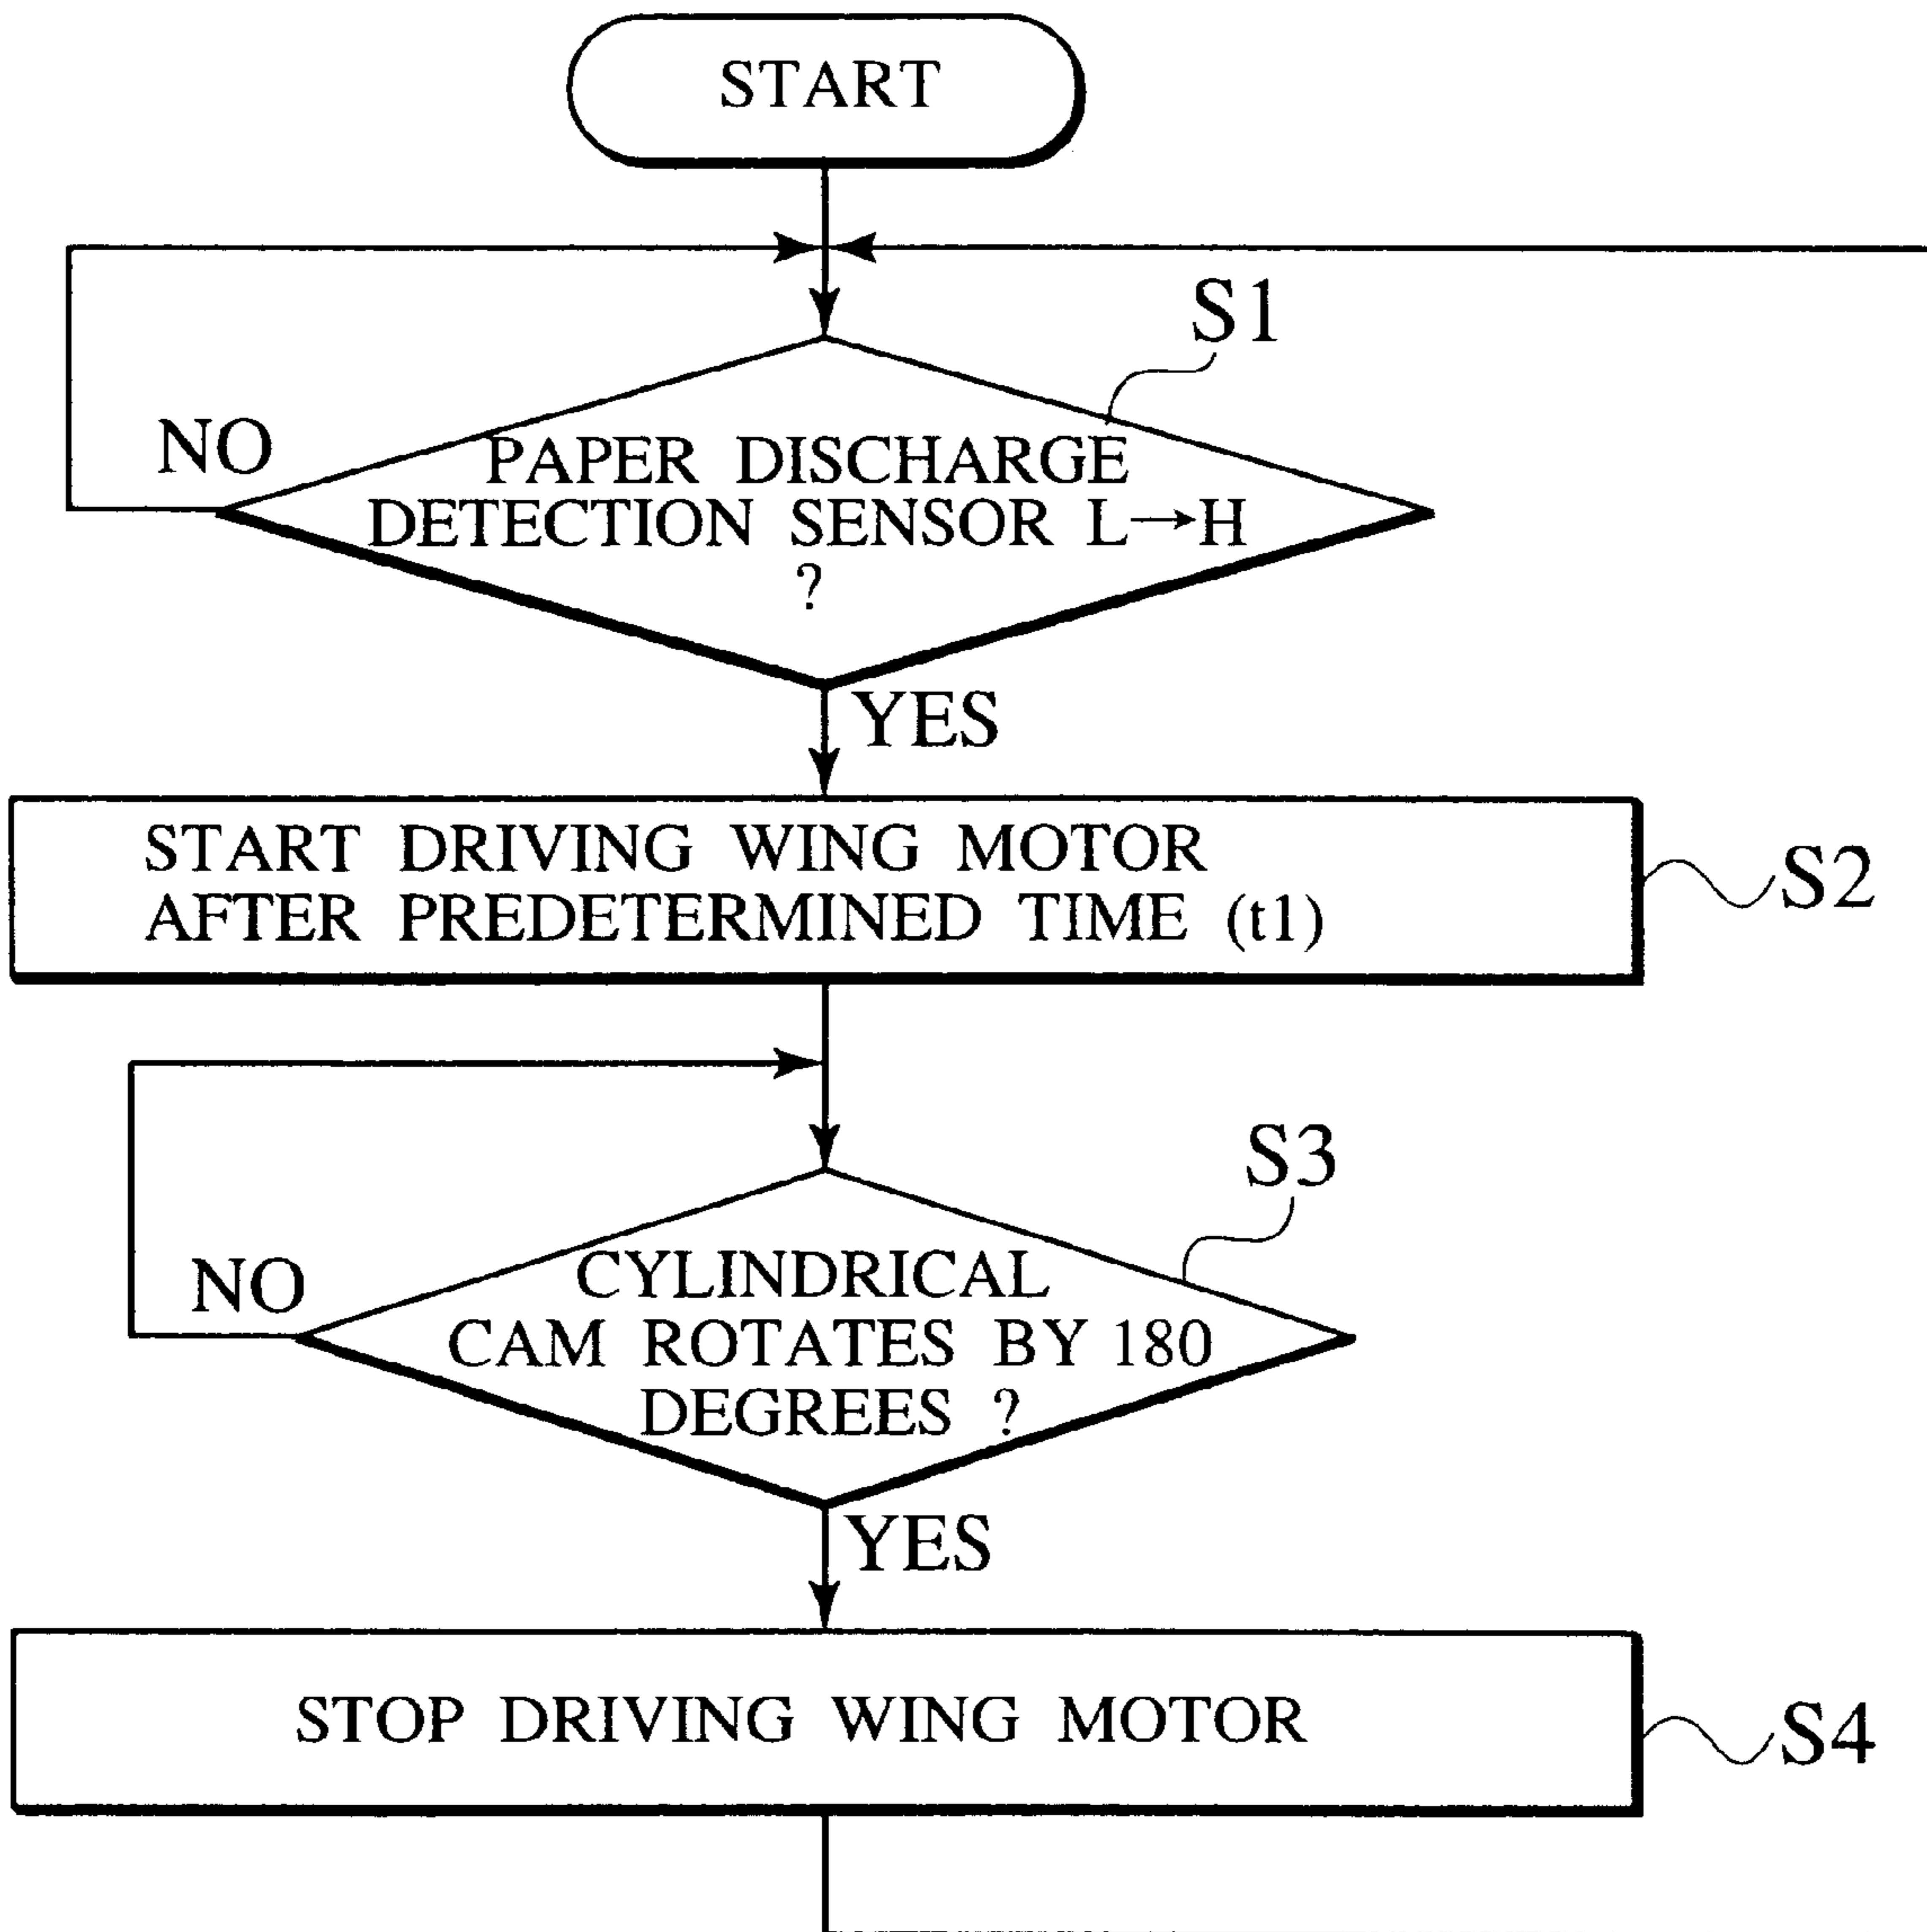 START
S1
NO
PAPER DISCHARGE
DETECTION SENSOR L→H
?
YES
START DRIVING WING MOTOR
AFTER PREDETERMINED TIME (t1)
S2
S3
NO
CYLINDRICAL
CAM ROTATES BY 180
DEGREES ?
YES
STOP DRIVING WING MOTOR
S4